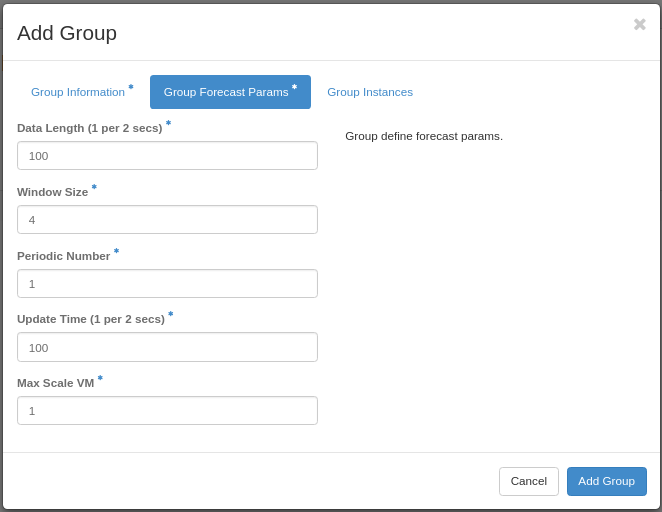 Add Group
×
Group Information *
Group Forecast Params *
Group Instances
Data Length (1 per 2 secs) *
100
Group define forecast params.
Window Size *
4
Periodic Number *
1
Update Time (1 per 2 secs) *
100
Max Scale VM *
1
Cancel
Add Group